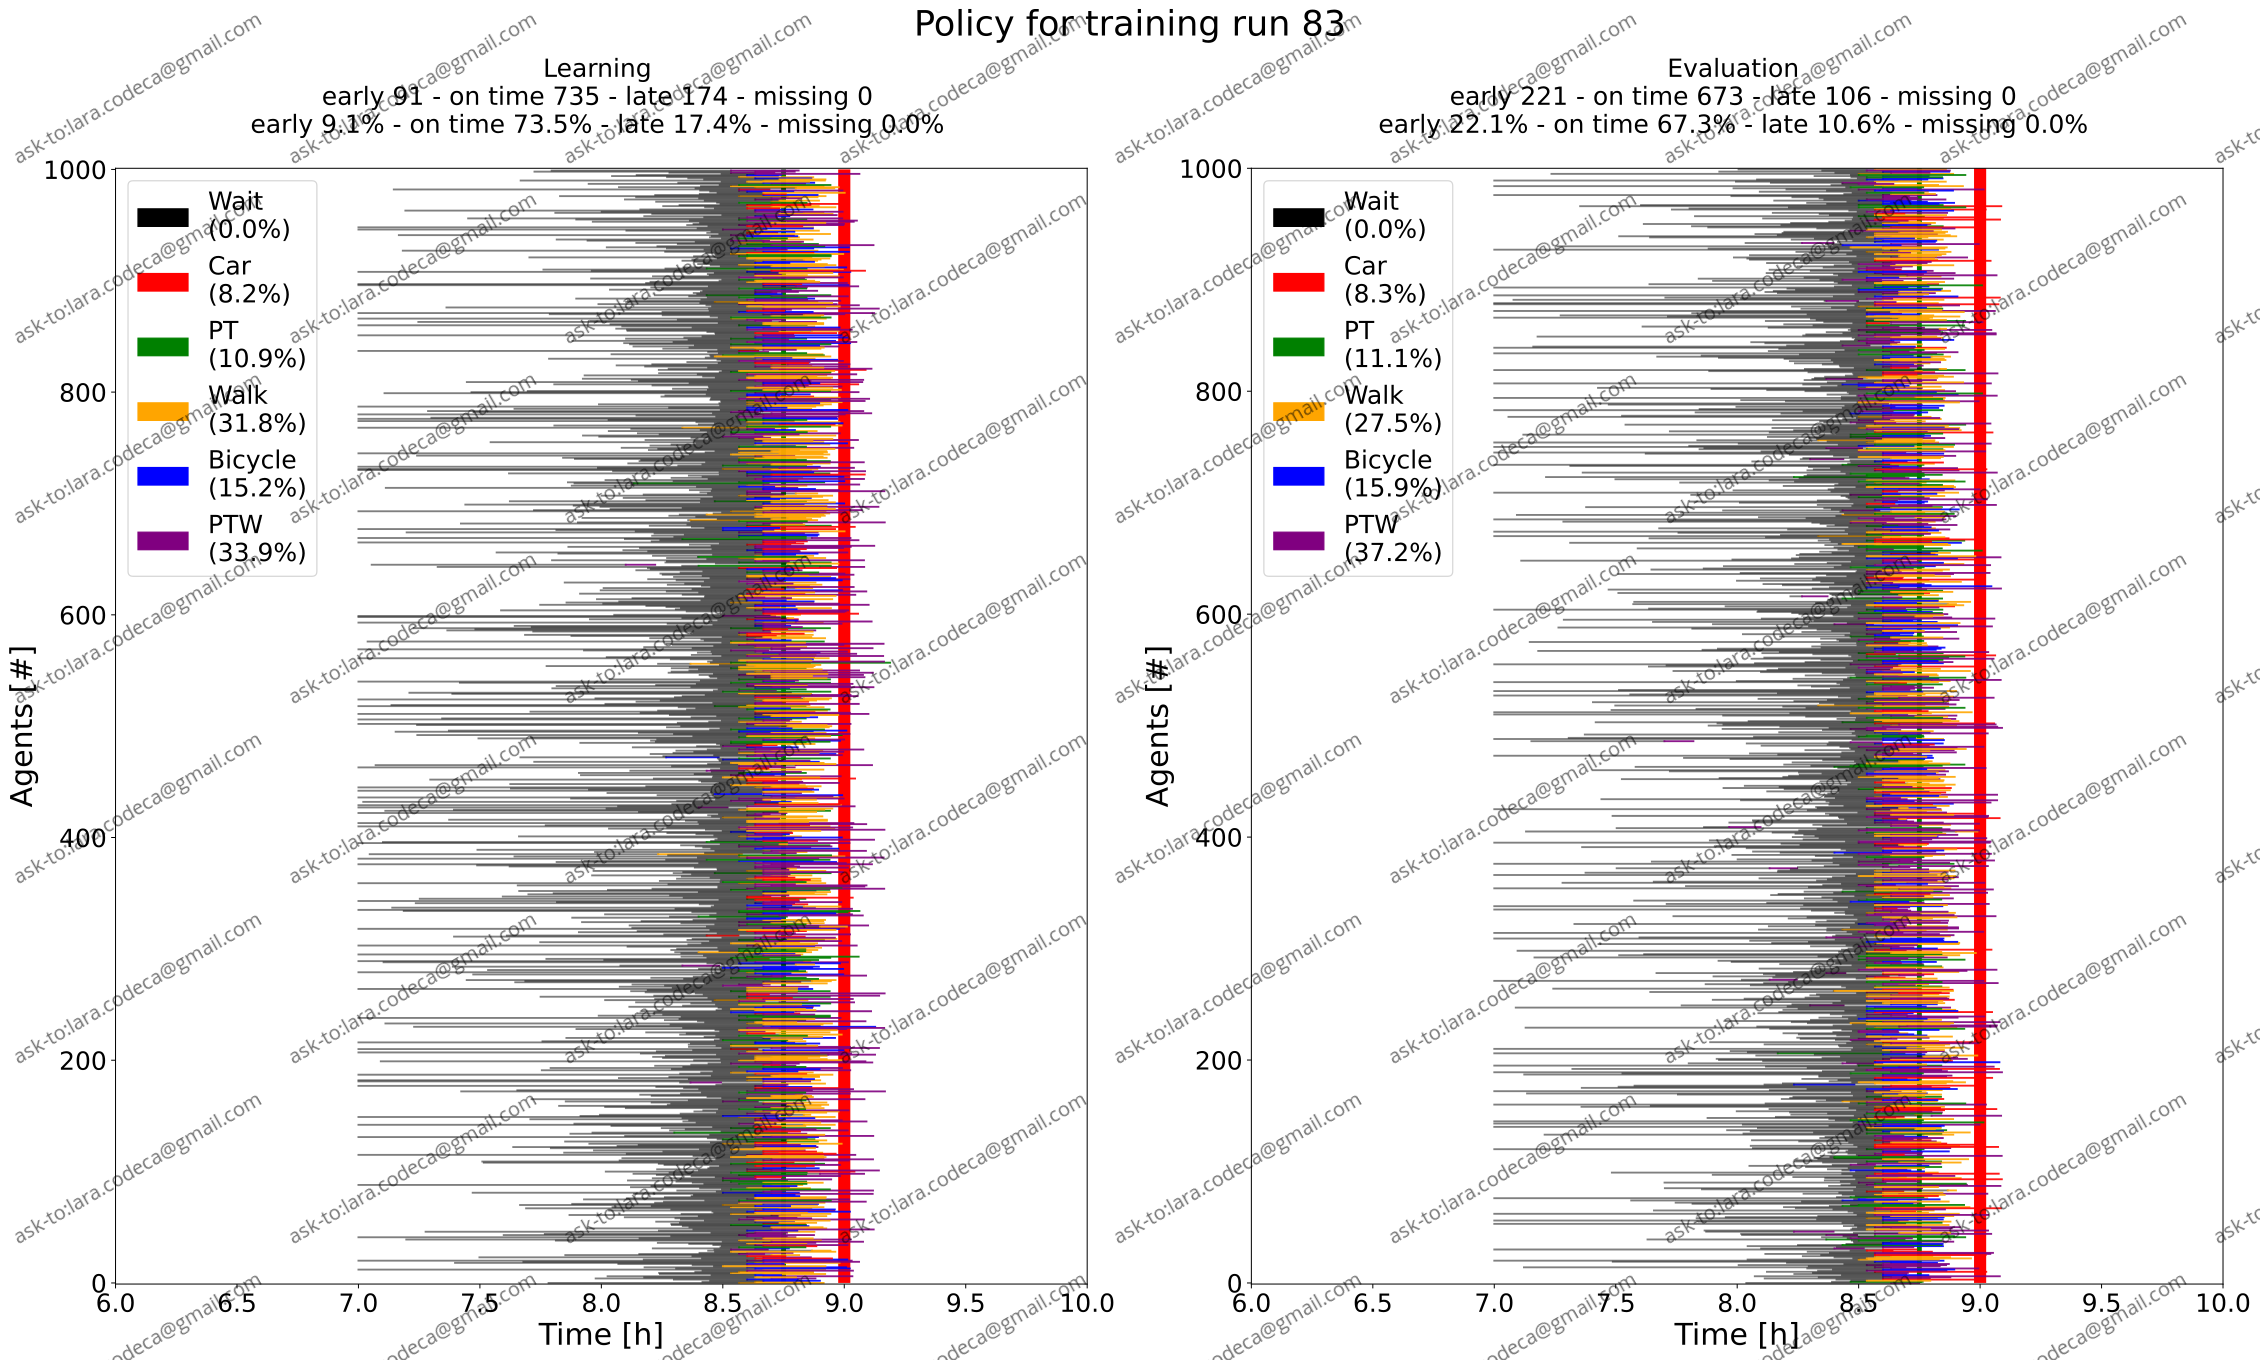 Policy for training run 83
Learning
early 91 - on time 735 - late 174 - missing 0
early 9.1% - on time 73.5% - late 17.4% - missing 0.0%
Agents [#]
1000
800
600
400
200
0
Wait
(0.0%)
Car
(8.2%)
PT
(10.9%)
Walk
(31.8%)
Bicycle
(15.2%)
PTW
(33.9%)
6.0 6.5 7.0 7.5 8.0 8.5 9.0 9.5 10.0
Time [h]
Evaluation
early 221 - on time 673 - late 106 - missing 0
early 22.1% - on time 67.3% - late 10.6% - missing 0.0%
Agents [#]
1000
800
600
400
200
0
Wait
(0.0%)
Car
(8.3%)
PT
(11.1%)
Walk
(27.5%)
Bicycle
(15.9%)
PTW
(37.2%)
6.0 6.5 7.0 7.5 8.0 8.5 9.0 9.5 10.0
Time [h]
ask-to:lara.codeca@gmail.com